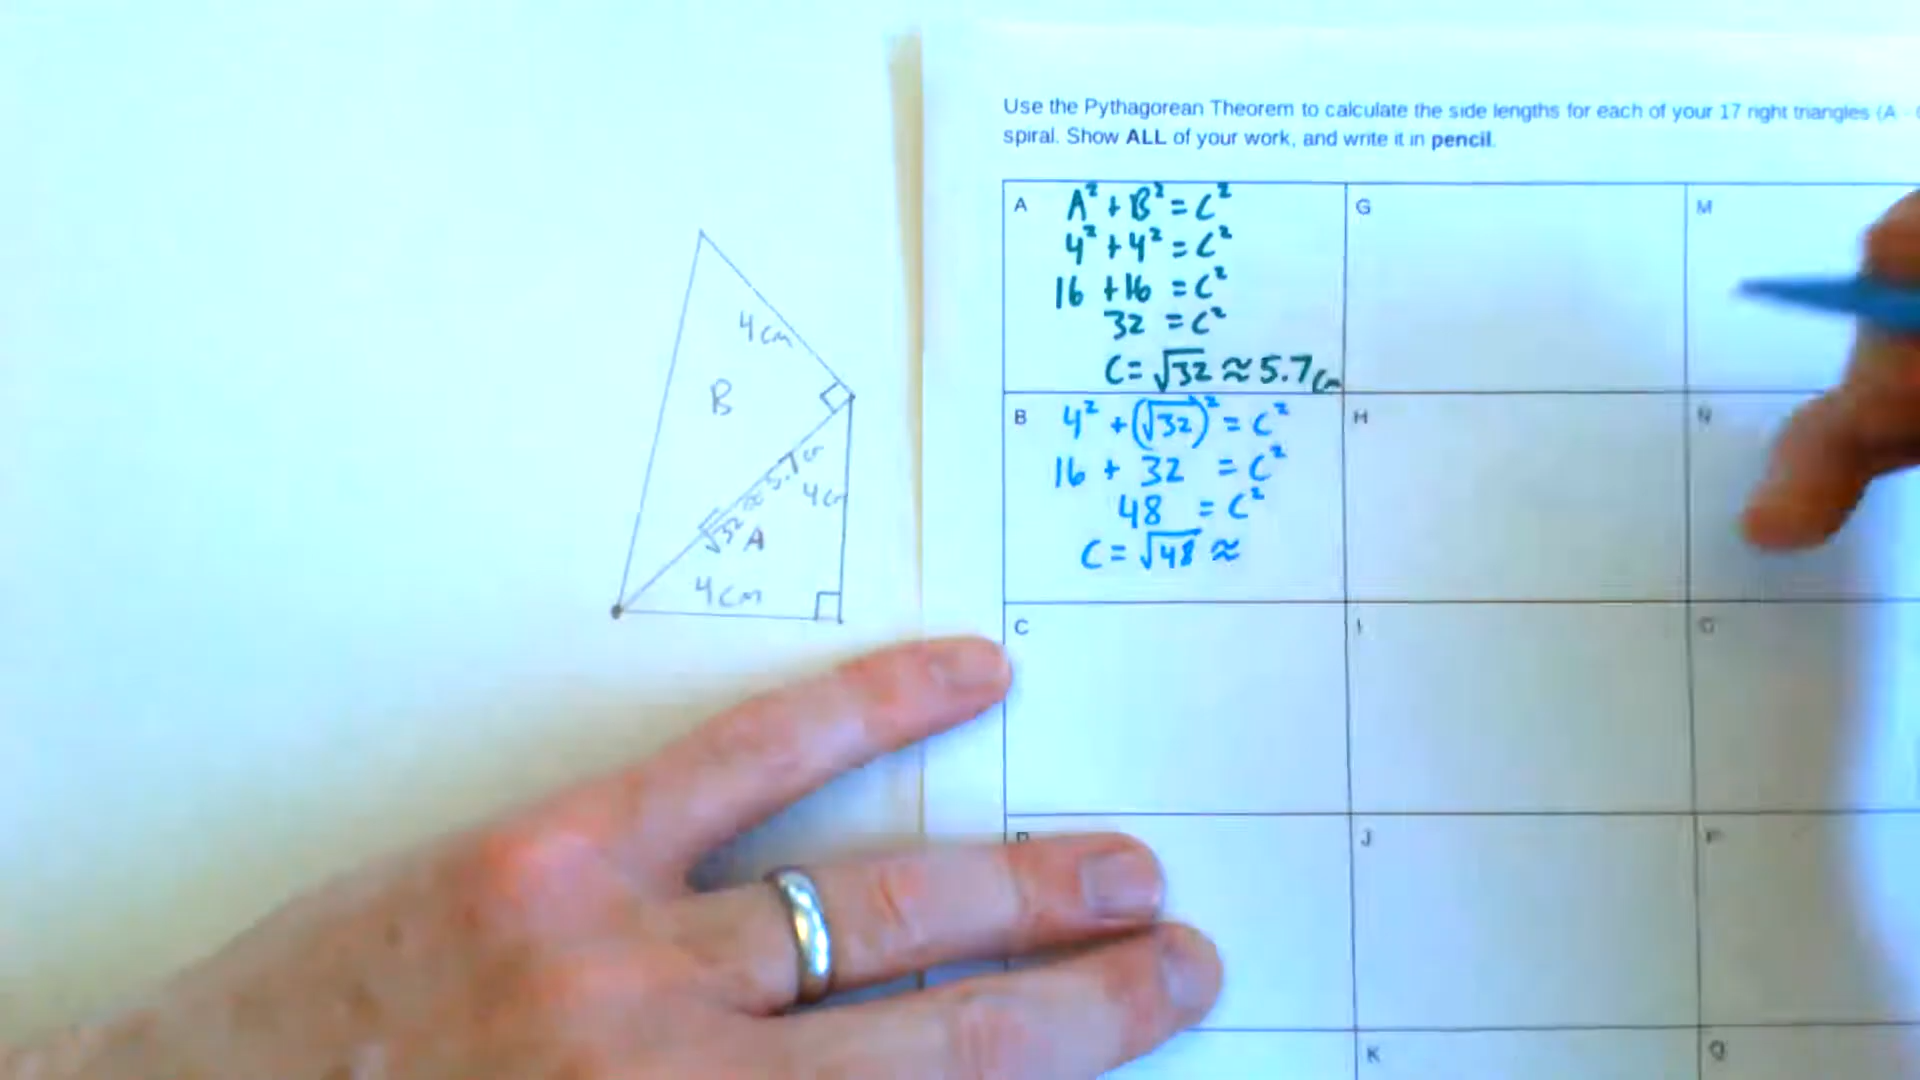 Use the Pythagorean Theorem to calculate the side lengths for each of your 17 right triangles (A -
spiral. Show ALL of your work, and write it in pencil.
A
A² + B² = C²
4² + 4² = C²
16 + 16 = C²
32 = C²
C = √32 ≈ 5.7cm
G
M
B
4² + (√32)² = C²
16 + 32 = C²
48 = C²
C = √48 ≈
H
N
C
I
O
D
J
P
K
Q
4cm
B
≈ 5.7cm
4cm
√32
A
4cm